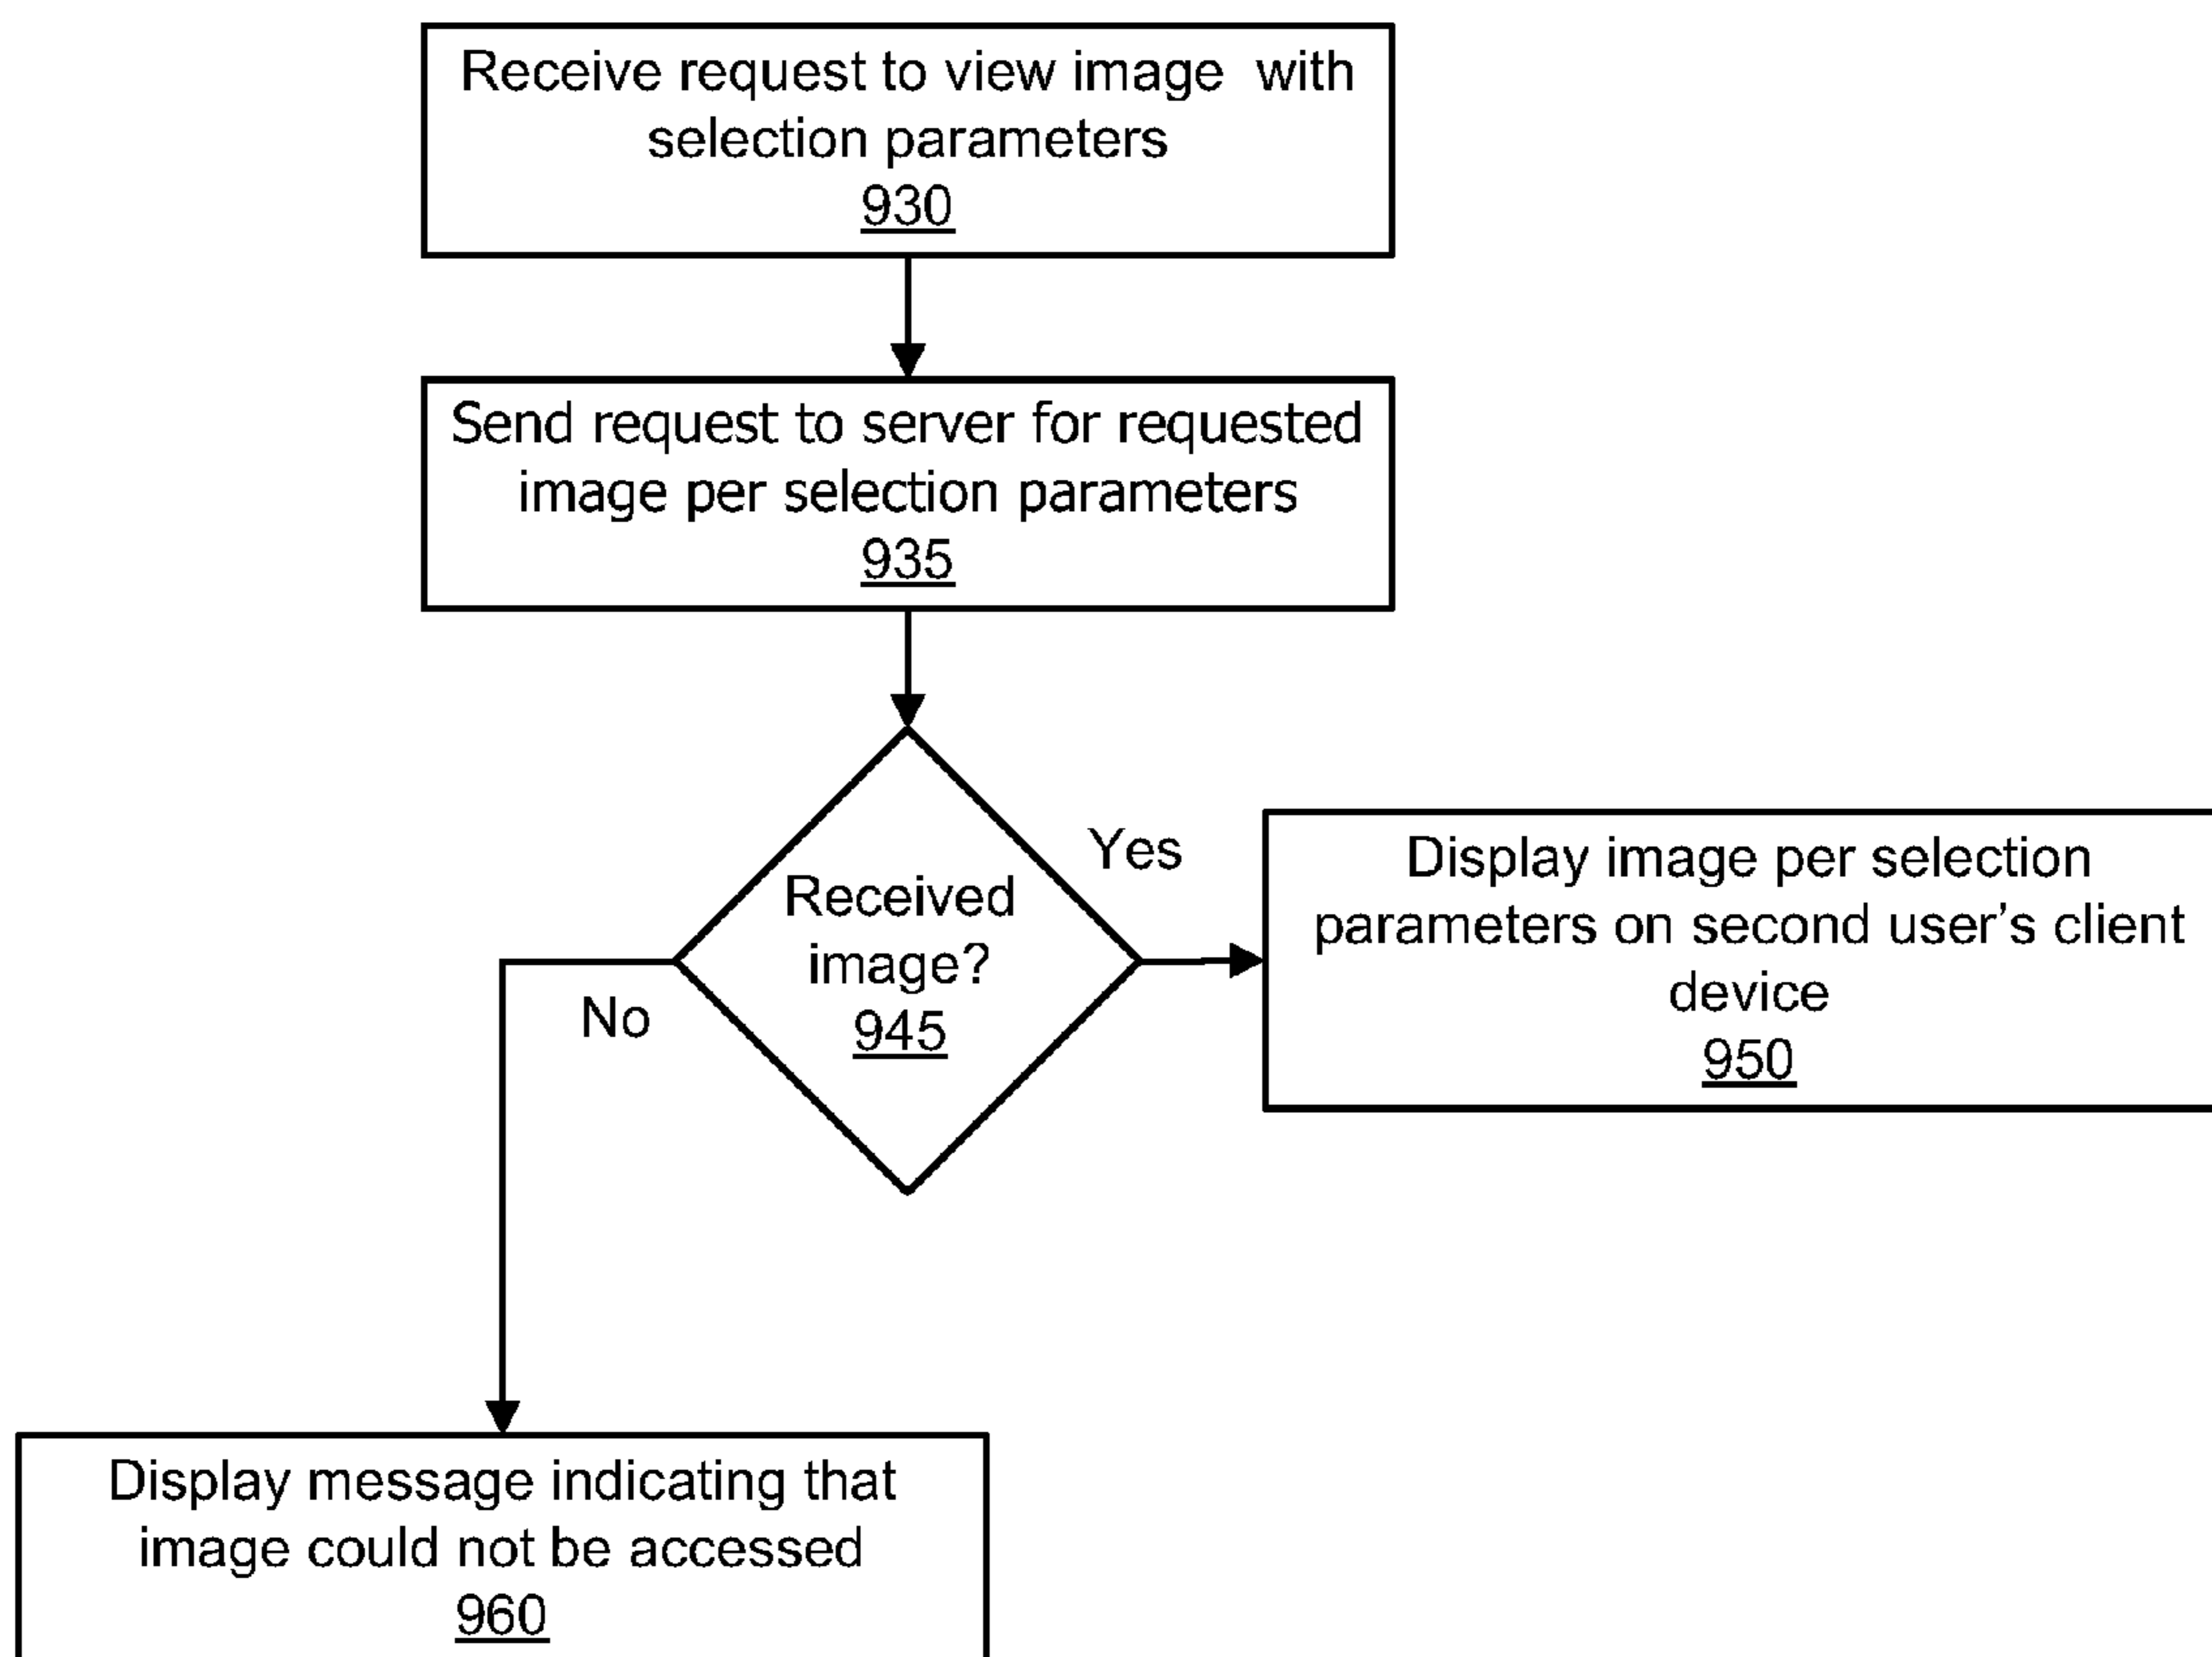 Receive request to view image with
selection parameters
930
Send request to server for requested
image per selection parameters
935
Received
image?
945
Yes
No
Display image per selection
parameters on second user’s client
device
950
Display message indicating that
image could not be accessed
960